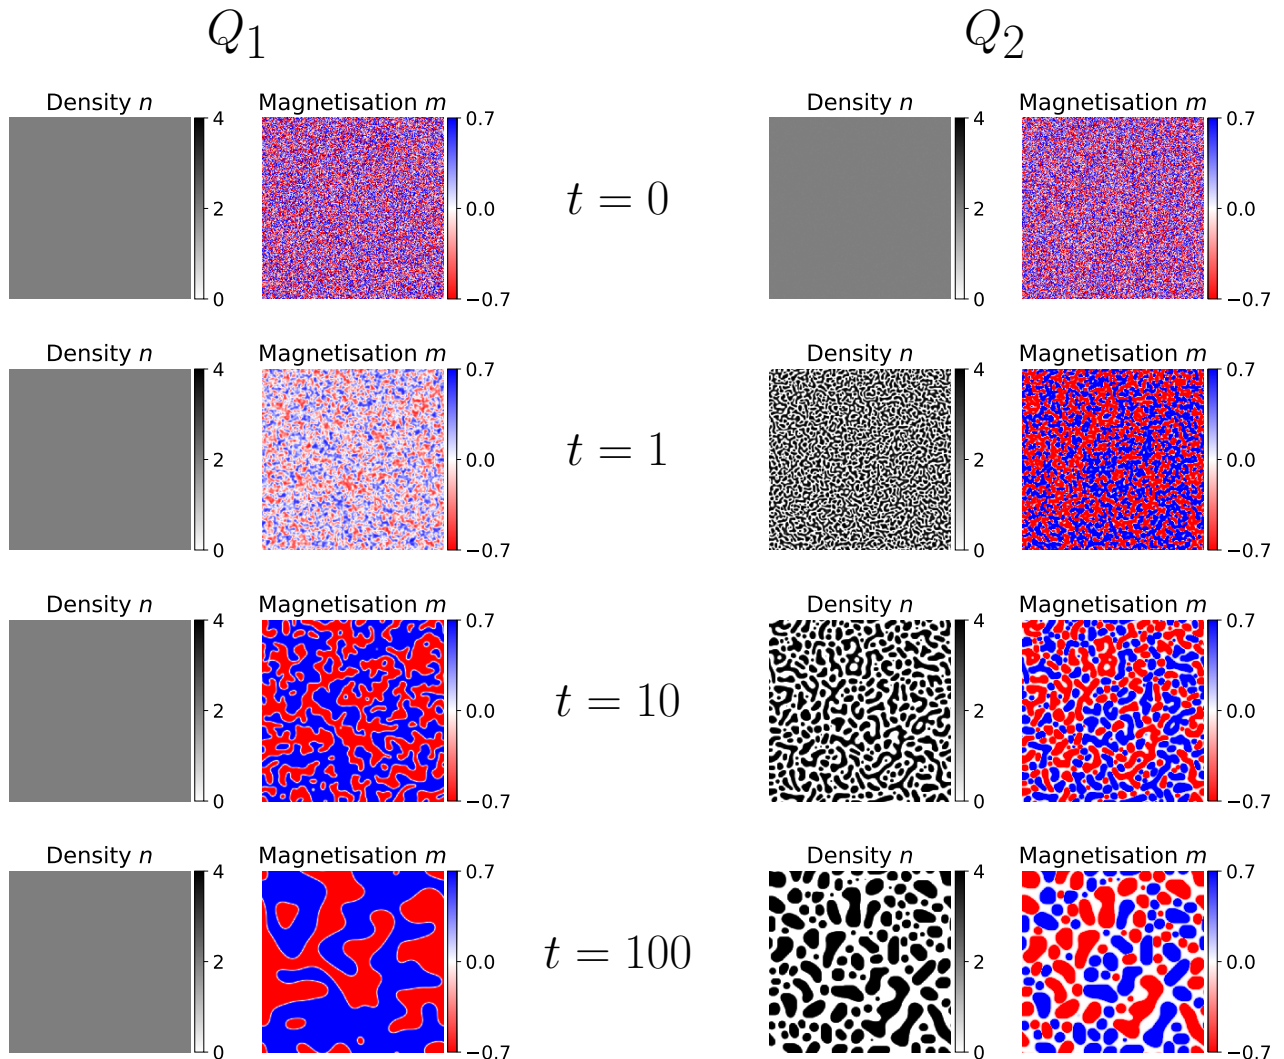 Q₁ Q₂
Density n Magnetisation m Density n Magnetisation m
4 0.7 4 0.7
2 0.0 t = 0 2 0.0
0 −0.7 0 −0.7
Density n Magnetisation m Density n Magnetisation m
4 0.7 4 0.7
2 0.0 t = 1 2 0.0
0 −0.7 0 −0.7
Density n Magnetisation m Density n Magnetisation m
4 0.7 4 0.7
2 0.0 t = 10 2 0.0
0 −0.7 0 −0.7
Density n Magnetisation m Density n Magnetisation m
4 0.7 4 0.7
2 0.0 t = 100 2 0.0
0 −0.7 0 −0.7